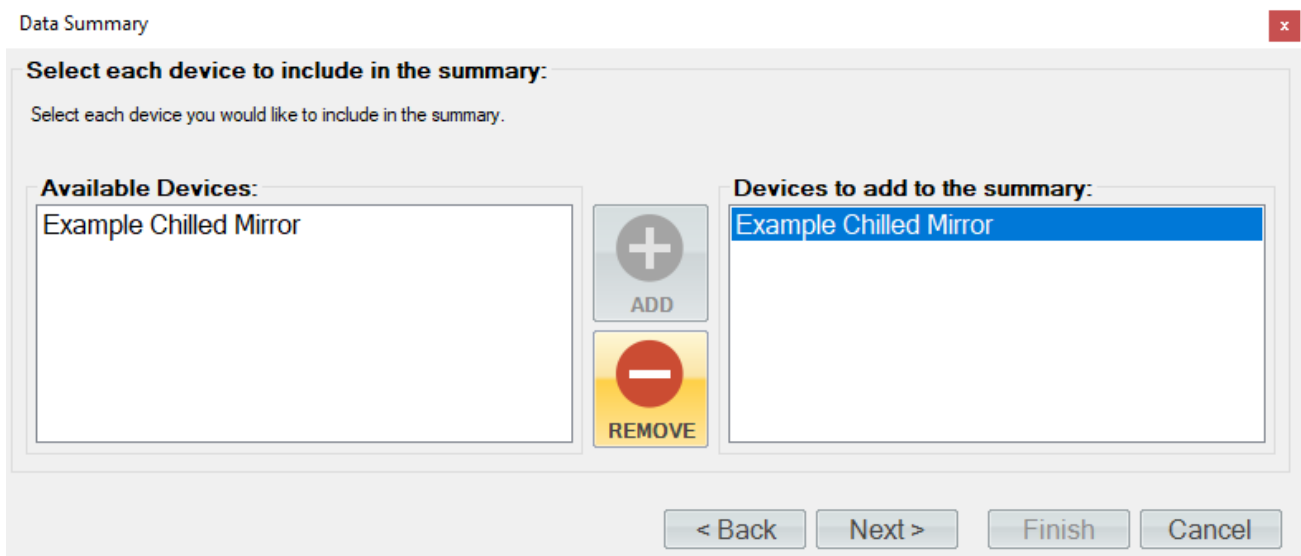 Data Summary
x
Select each device to include in the summary:
Select each device you would like to include in the summary.
Available Devices:
Example Chilled Mirror
ADD
REMOVE
Devices to add to the summary:
Example Chilled Mirror
< Back
Next >
Finish
Cancel